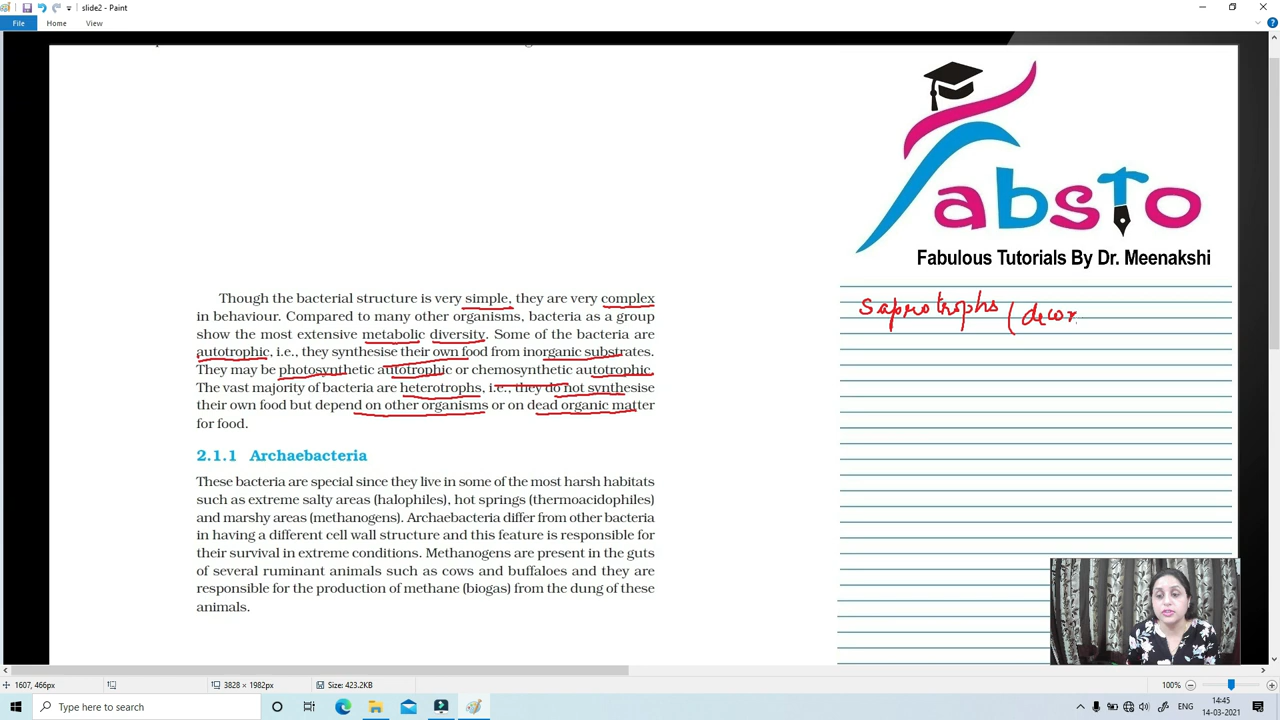 slide2 - Paint
File Home View
absto
Fabulous Tutorials By Dr. Meenakshi
Though the bacterial structure is very simple, they are very complex
in behaviour. Compared to many other organisms, bacteria as a group
show the most extensive metabolic diversity. Some of the bacteria are
autotrophic, i.e., they synthesise their own food from inorganic substrates.
They may be photosynthetic autotrophic or chemosynthetic autotrophic.
The vast majority of bacteria are heterotrophs, i.e., they do not synthesise
their own food but depend on other organisms or on dead organic matter
for food.
Saprotrophs ( decom
2.1.1 Archaebacteria
These bacteria are special since they live in some of the most harsh habitats
such as extreme salty areas (halophiles), hot springs (thermoacidophiles)
and marshy areas (methanogens). Archaebacteria differ from other bacteria
in having a different cell wall structure and this feature is responsible for
their survival in extreme conditions. Methanogens are present in the guts
of several ruminant animals such as cows and buffaloes and they are
responsible for the production of methane (biogas) from the dung of these
animals.
1607, 466px 3828 × 1982px Size: 423.2KB 100%
Type here to search ENG 14:45
14-03-2021